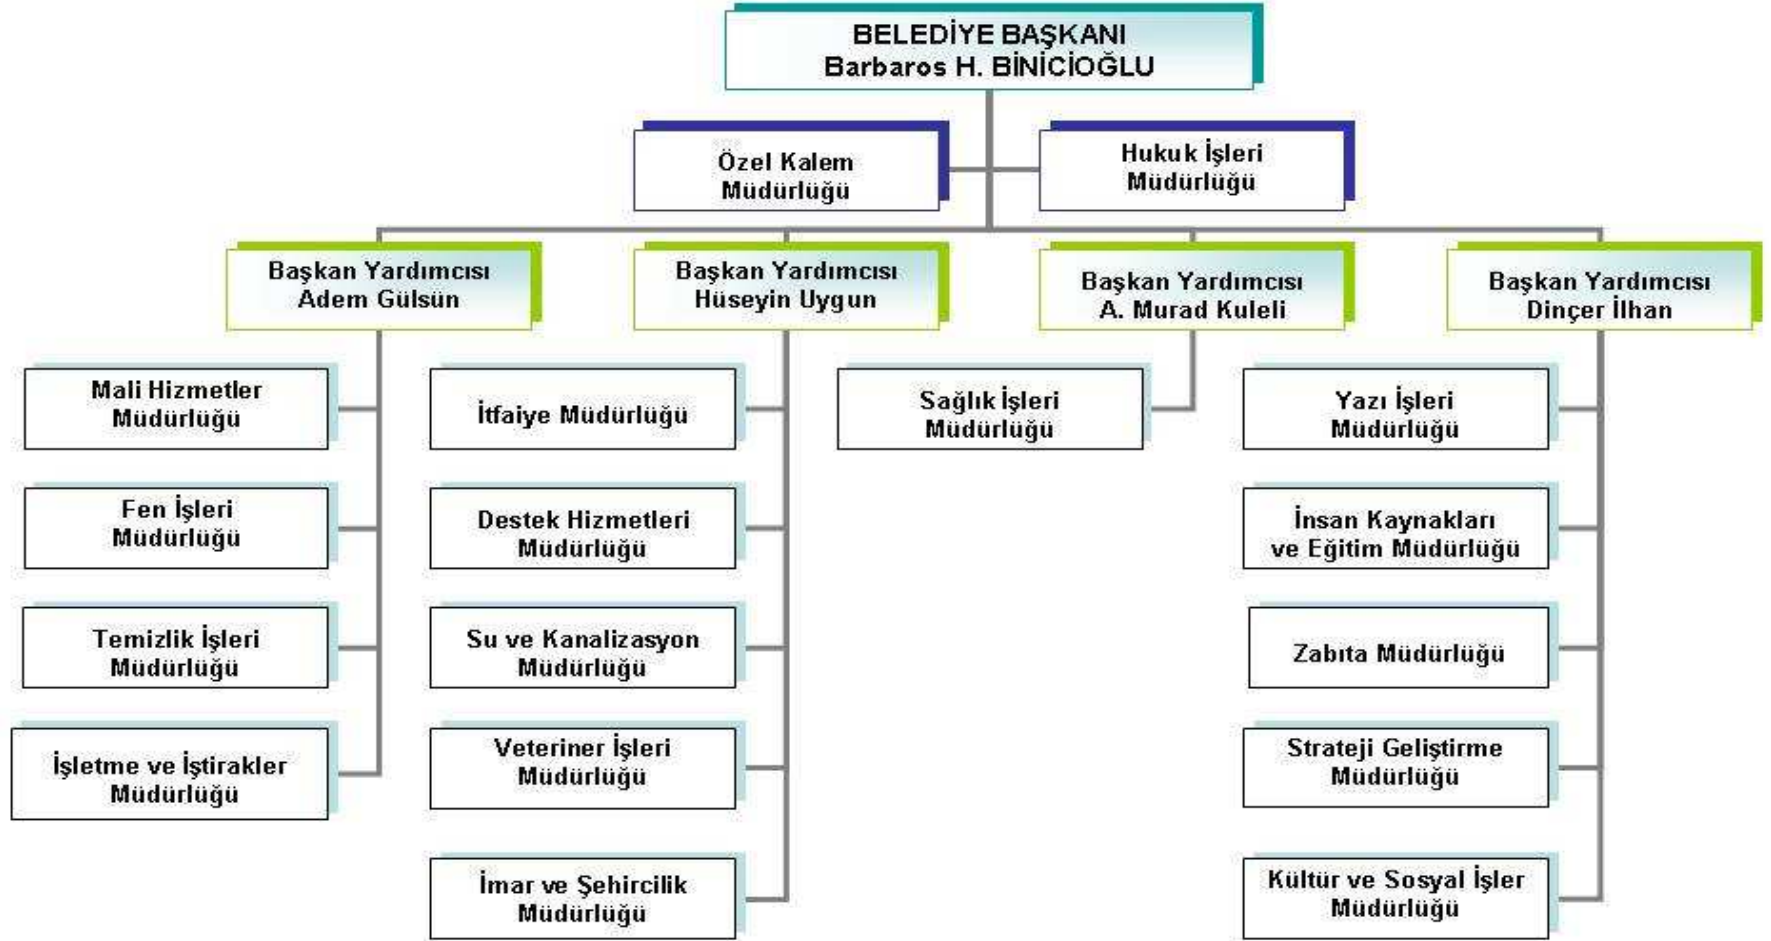 BELEDİYE BAŞKANI
Barbaros H. BİNİCİOĞLU
Özel Kalem
Müdürlüğü
Hukuk İşleri
Müdürlüğü
Başkan Yardımcısı
Adem Gülsün
Başkan Yardımcısı
Hüseyin Uygun
Başkan Yardımcısı
A. Murad Kuleli
Başkan Yardımcısı
Dinçer İlhan
Mali Hizmetler
Müdürlüğü
Fen İşleri
Müdürlüğü
Temizlik İşleri
Müdürlüğü
İşletme ve İştirakler
Müdürlüğü
İtfaiye Müdürlüğü
Destek Hizmetleri
Müdürlüğü
Su ve Kanalizasyon
Müdürlüğü
Veteriner İşleri
Müdürlüğü
İmar ve Şehircilik
Müdürlüğü
Sağlık İşleri
Müdürlüğü
Yazı İşleri
Müdürlüğü
İnsan Kaynakları
ve Eğitim Müdürlüğü
Zabıta Müdürlüğü
Strateji Geliştirme
Müdürlüğü
Kültür ve Sosyal İşler
Müdürlüğü